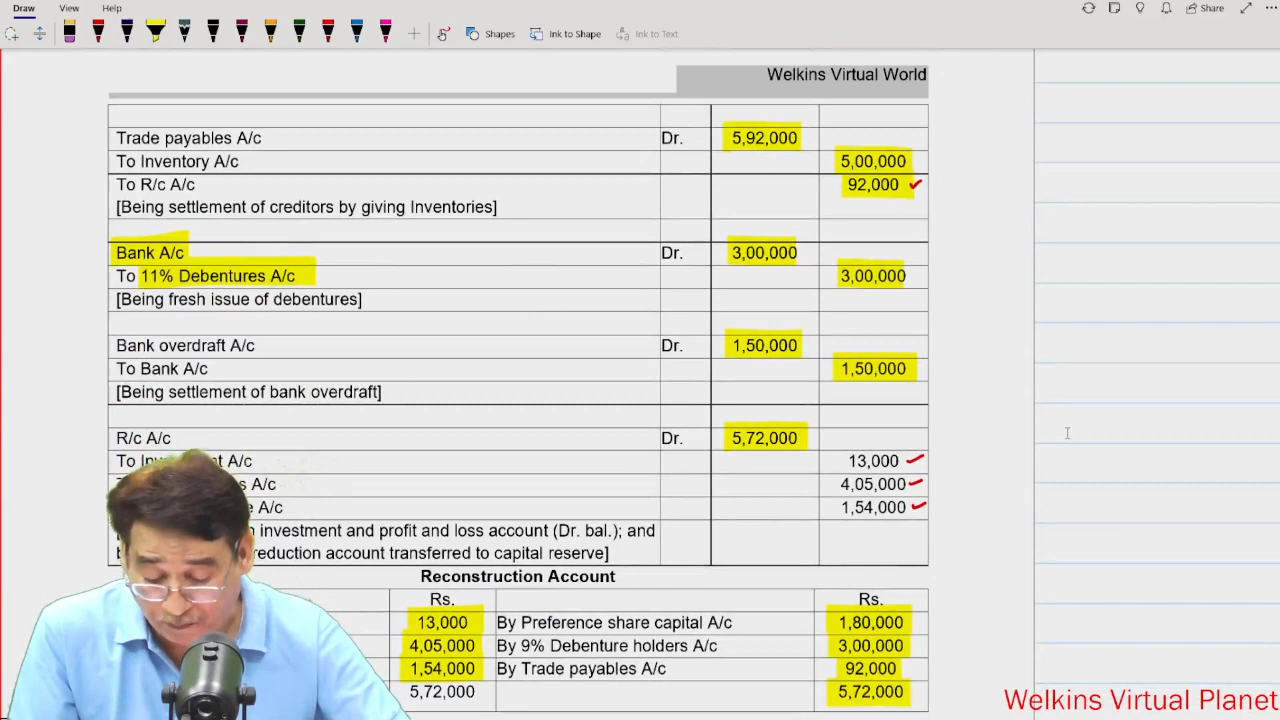 Draw View Help
Share
Shapes Ink to Shape Ink to Text
Welkins Virtual World
Trade payables A/c Dr. 5,92,000
To Inventory A/c 5,00,000
To R/c A/c 92,000
[Being settlement of creditors by giving Inventories]
Bank A/c Dr. 3,00,000
To 11% Debentures A/c 3,00,000
[Being fresh issue of debentures]
Bank overdraft A/c Dr. 1,50,000
To Bank A/c 1,50,000
[Being settlement of bank overdraft]
R/c A/c Dr. 5,72,000
To A/c 13,000
A/c 4,05,000
A/c 1,54,000
investment and profit and loss account (Dr. bal.); and
reduction account transferred to capital reserve]
Reconstruction Account
Rs. Rs.
13,000 By Preference share capital A/c 1,80,000
4,05,000 By 9% Debenture holders A/c 3,00,000
1,54,000 By Trade payables A/c 92,000
5,72,000 5,72,000
Welkins Virtual Planet